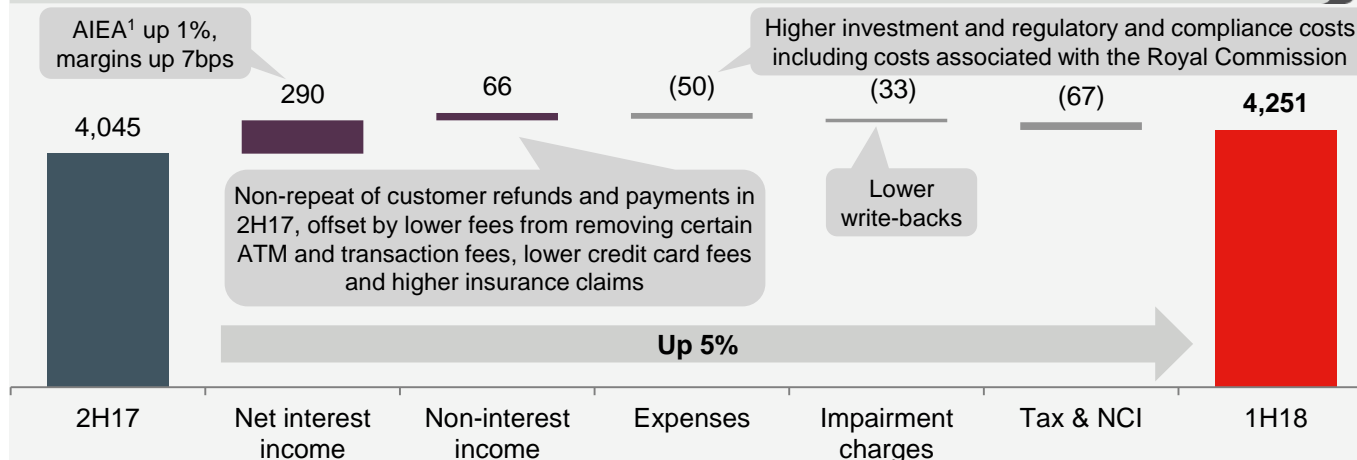 AIEA1 up 1%,
margins up 7bps
Higher investment and regulatory and compliance costs
including costs associated with the Royal Commission
4,045
290
66
(50)
(33)
(67)
4,251
Non-repeat of customer refunds and payments in
2H17, offset by lower fees from removing certain
ATM and transaction fees, lower credit card fees
and higher insurance claims
Lower
write-backs
Up 5%
2H17
Net interest
income
Non-interest
income
Expenses
Impairment
charges
Tax & NCI
1H18